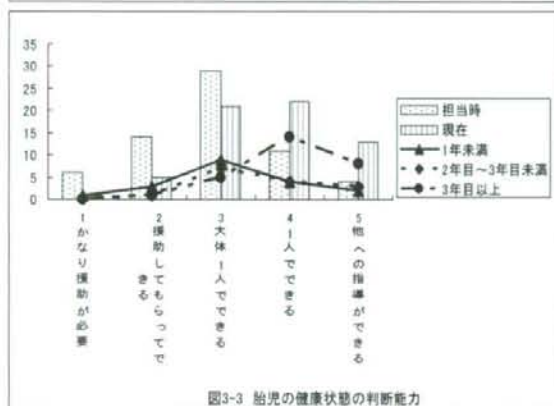 35
30
25
20
15
10
5
0
担当時
現在
1年未満
2年目～3年目未満
3年目以上
1かなり援助が必要
2援助してもらってで
きる
3大体1人でできる
4 1人でできる
5他への指導ができる
図3-3 胎児の健康状態の判断能力